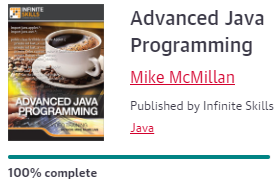 INFINITE
SKILLS
ADVANCED JAVA
PROGRAMMING
Advanced Java
Programming
Mike McMillan
Published by Infinite Skills
Java
100% complete